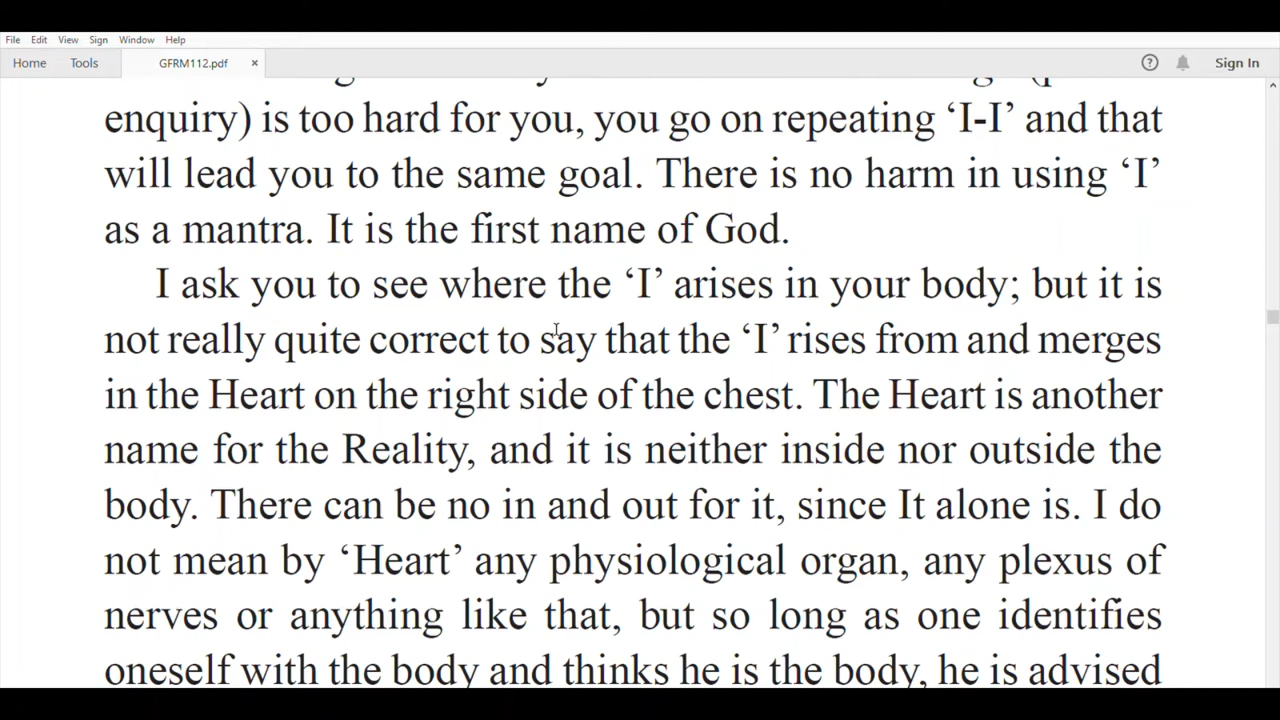 File Edit View Sign Window Help
Home Tools GFRM112.pdf × ? Sign In
enquiry) is too hard for you, you go on repeating ‘I-I’ and that
will lead you to the same goal. There is no harm in using ‘I’
as a mantra. It is the first name of God.
I ask you to see where the ‘I’ arises in your body; but it is
not really quite correct to say that the ‘I’ rises from and merges
in the Heart on the right side of the chest. The Heart is another
name for the Reality, and it is neither inside nor outside the
body. There can be no in and out for it, since It alone is. I do
not mean by ‘Heart’ any physiological organ, any plexus of
nerves or anything like that, but so long as one identifies
oneself with the body and thinks he is the body, he is advised